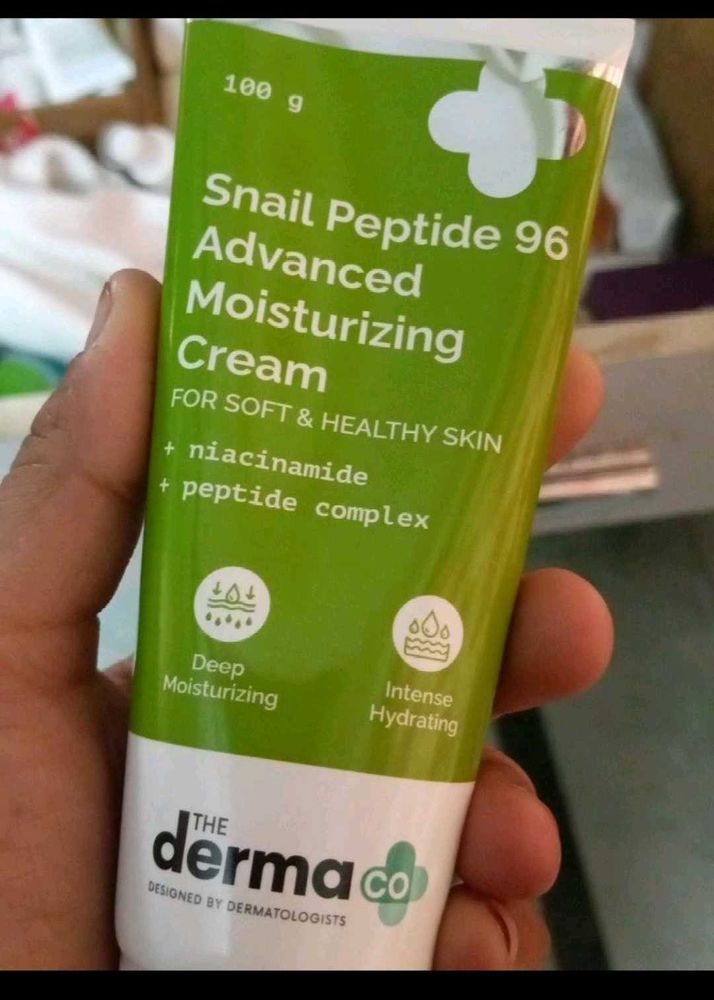 100 g
Snail Peptide 96
Advanced
Moisturizing
Cream
FOR SOFT & HEALTHY SKIN
+ niacinamide
+ peptide complex
Deep
Moisturizing
Intense
Hydrating
THE
derma co
DESIGNED BY DERMATOLOGISTS